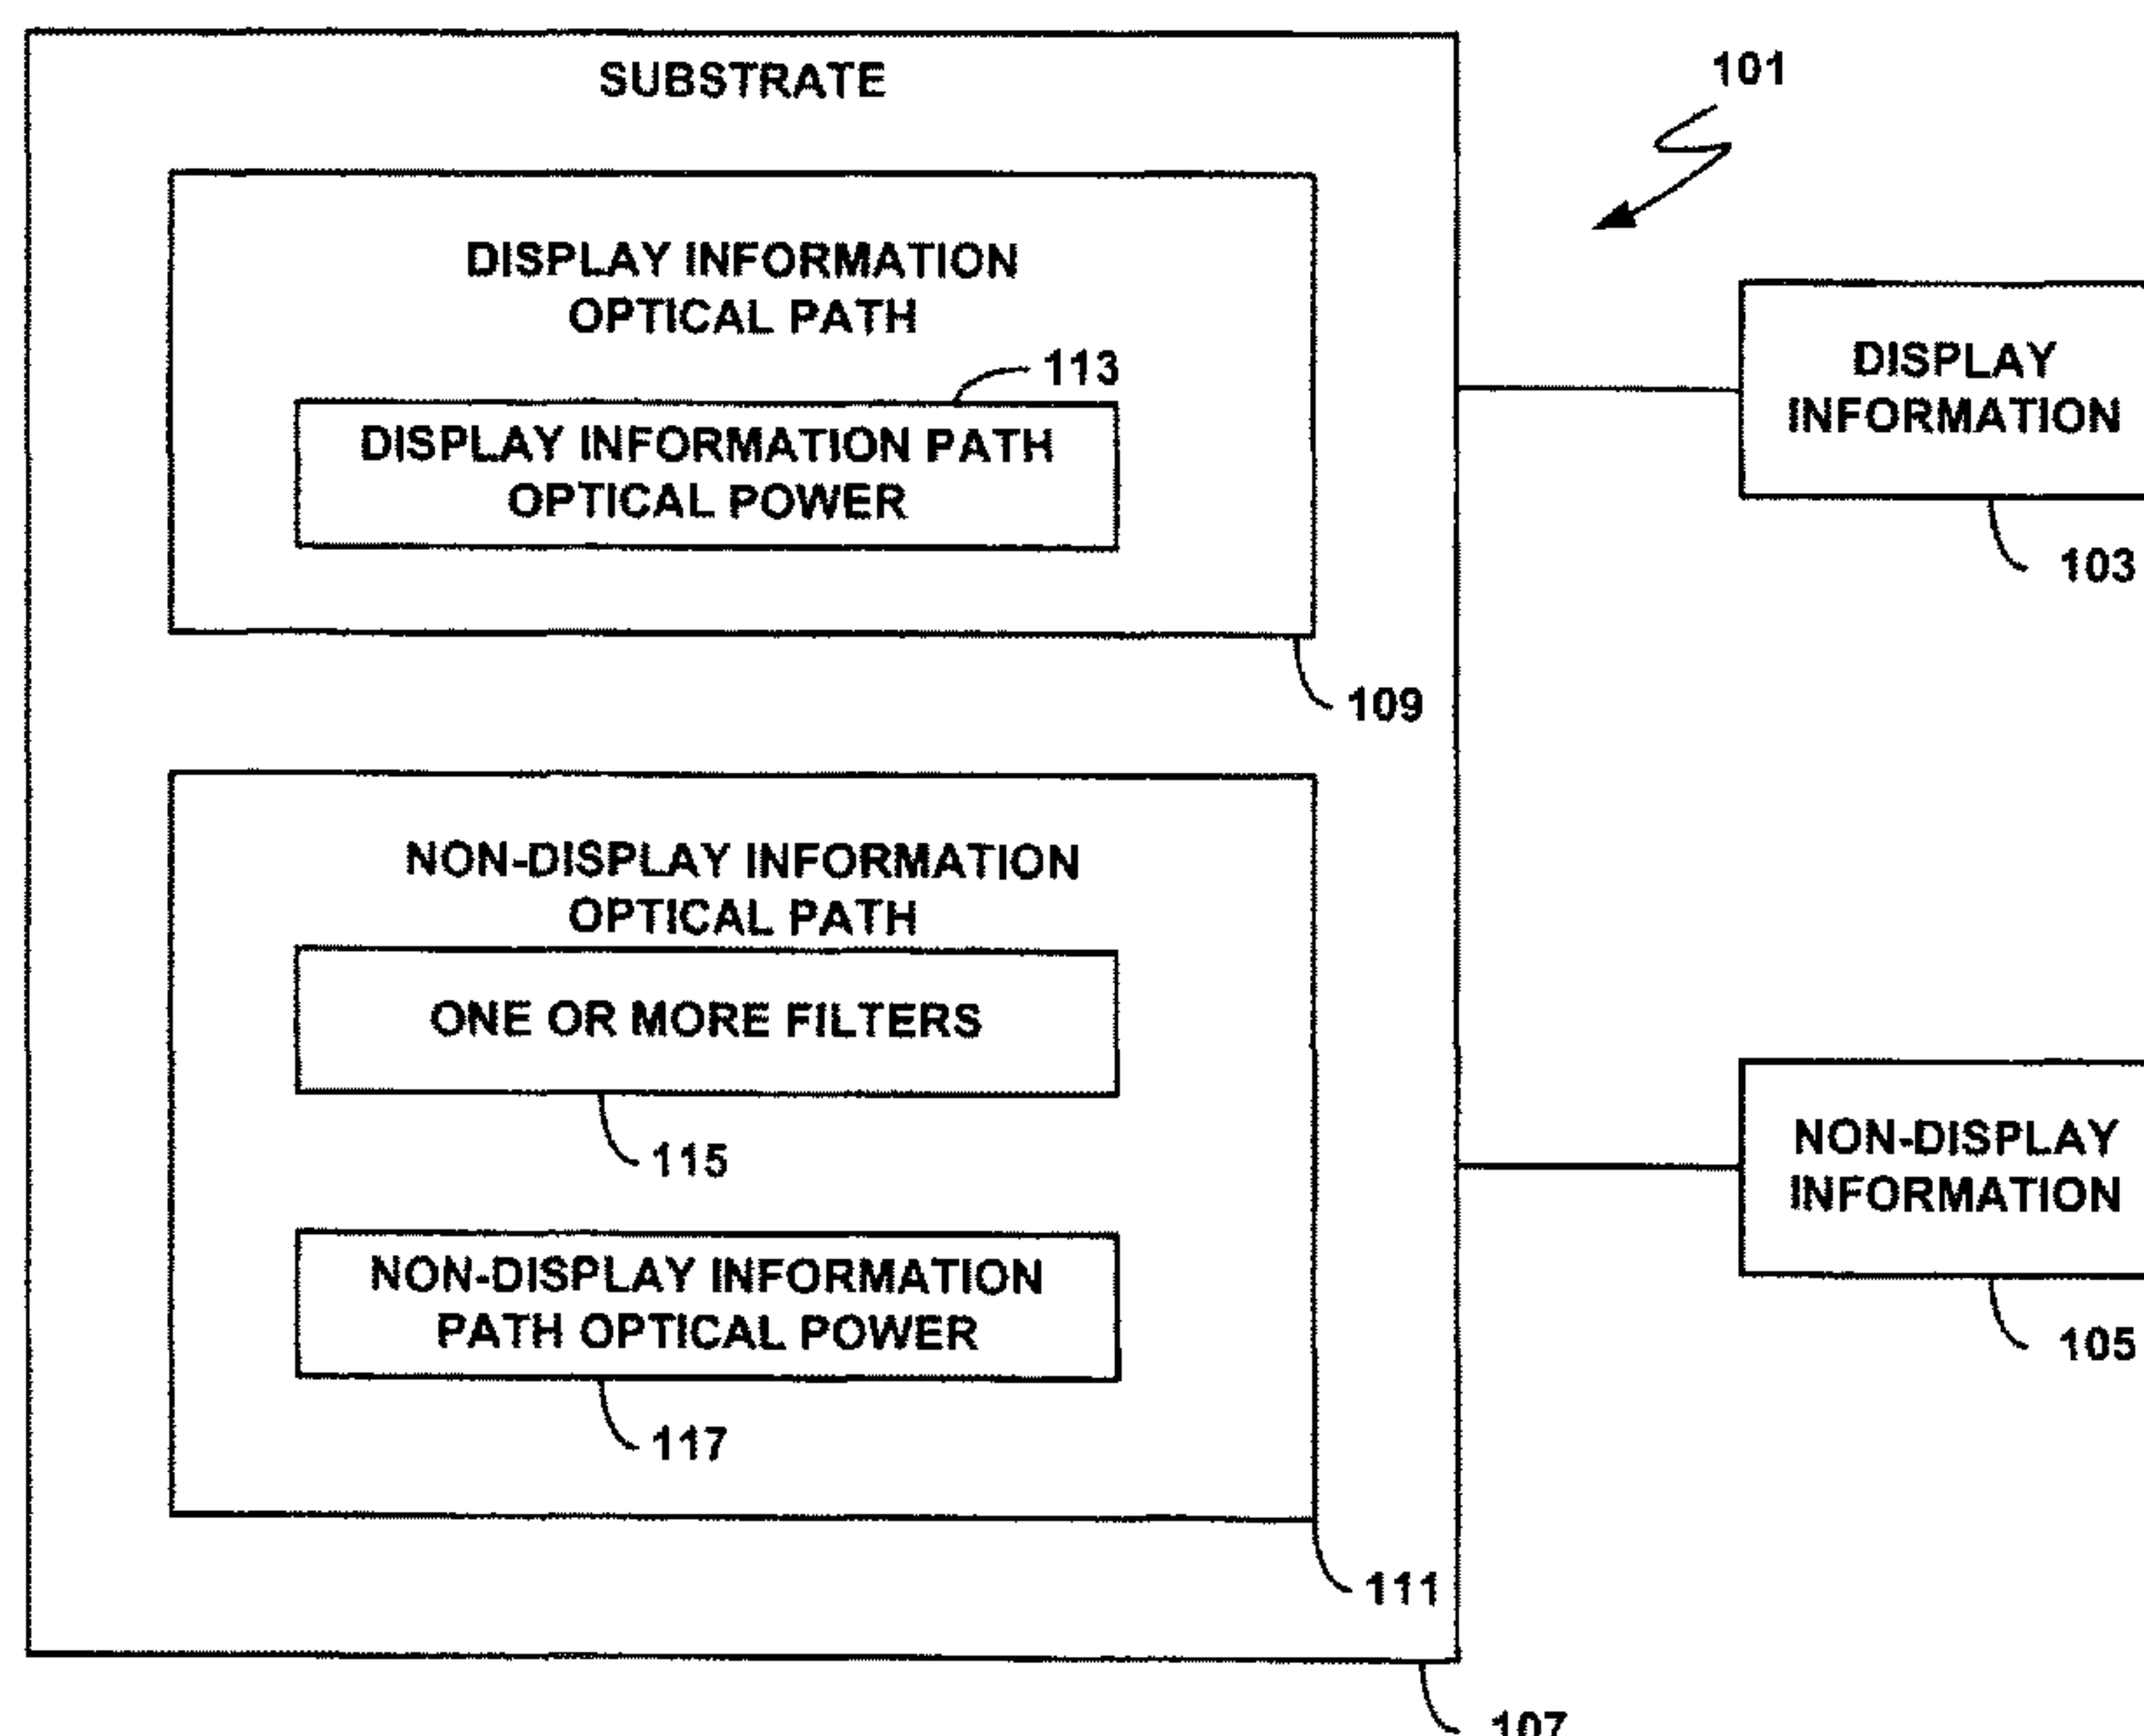 SUBSTRATE
101
DISPLAY INFORMATION
OPTICAL PATH
113
DISPLAY INFORMATION PATH
OPTICAL POWER
109
DISPLAY
INFORMATION
103
NON-DISPLAY INFORMATION
OPTICAL PATH
ONE OR MORE FILTERS
115
NON-DISPLAY INFORMATION
PATH OPTICAL POWER
117
111
NON-DISPLAY
INFORMATION
105
107